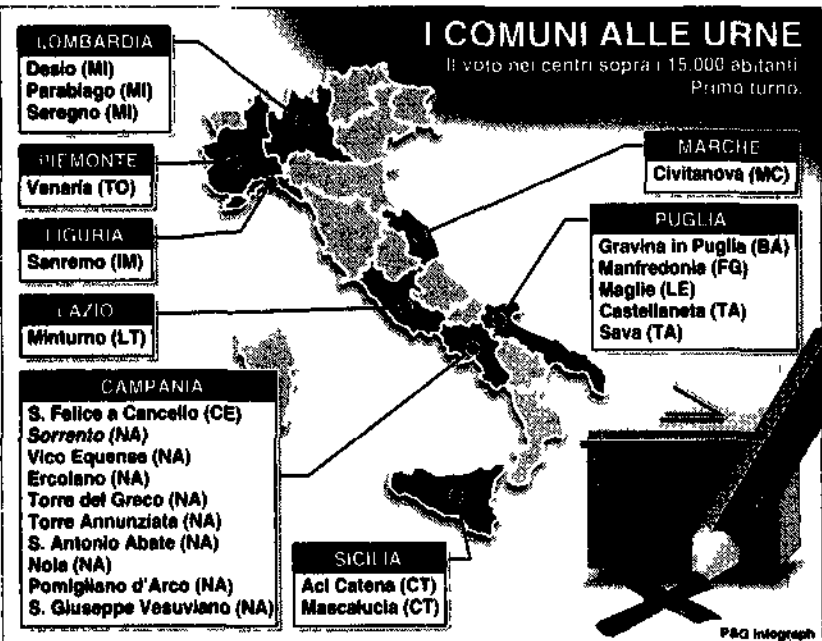 I COMUNI ALLE URNE
Il voto nei centri sopra i 15.000 abitanti.
Primo turno.
LOMBARDIA
Desio (MI)
Parabiago (MI)
Seregno (MI)
PIEMONTE
Venaria (TO)
LIGURIA
Sanremo (IM)
LAZIO
Minturno (LT)
CAMPANIA
S. Felice a Cancello (CE)
Sorrento (NA)
Vico Equense (NA)
Ercolano (NA)
Torre del Greco (NA)
Torre Annunziata (NA)
S. Antonio Abate (NA)
Nola (NA)
Pomigliano d'Arco (NA)
S. Giuseppe Vesuviano (NA)
MARCHE
Civitanova (MC)
PUGLIA
Gravina in Puglia (BA)
Manfredonia (FG)
Maglie (LE)
Castellaneta (TA)
Sava (TA)
SICILIA
Aci Catena (CT)
Mascalucia (CT)
P&G Infograph